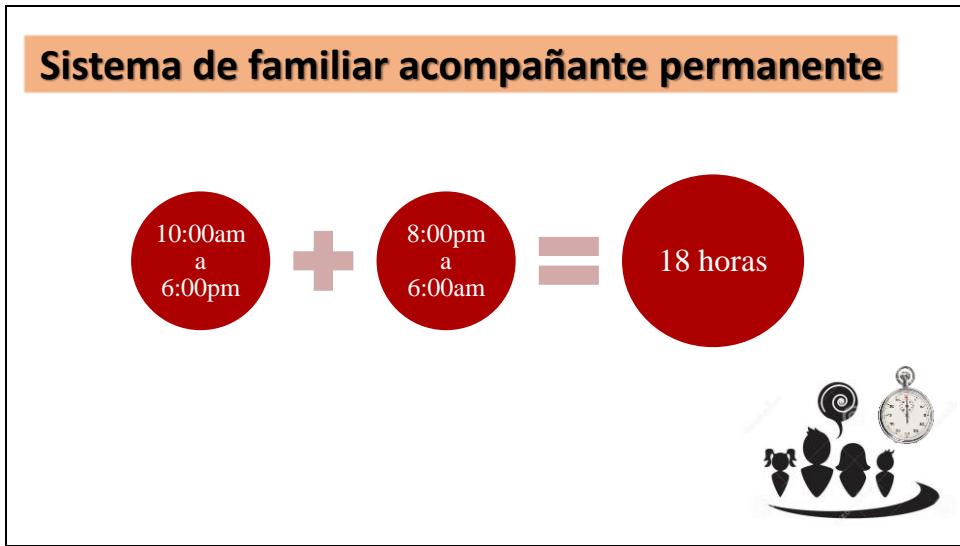 Sistema de familiar acompañante permanente
10:00am
a
6:00pm
8:00pm
a
6:00am
18 horas